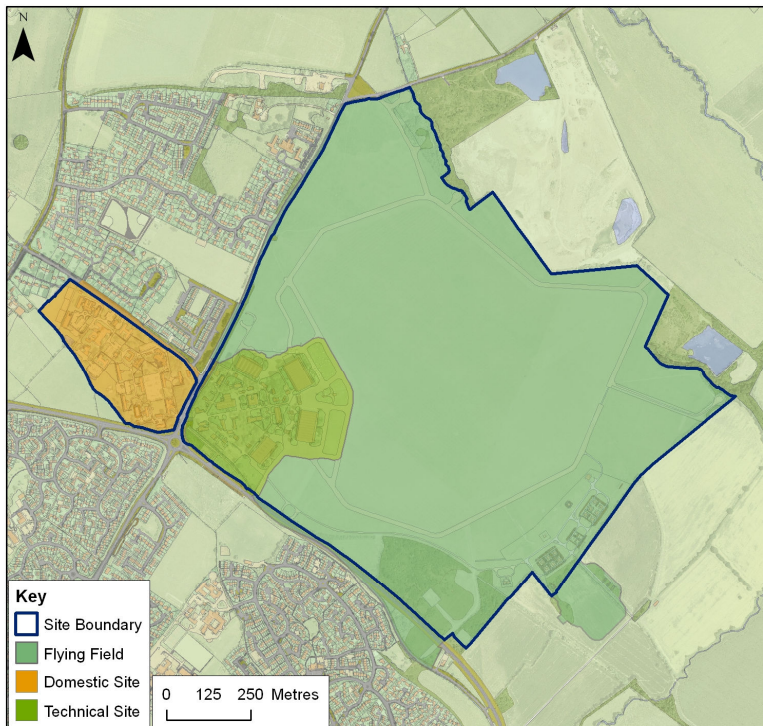 N
Key
Site Boundary
Flying Field
Domestic Site
Technical Site
0 125 250 Metres